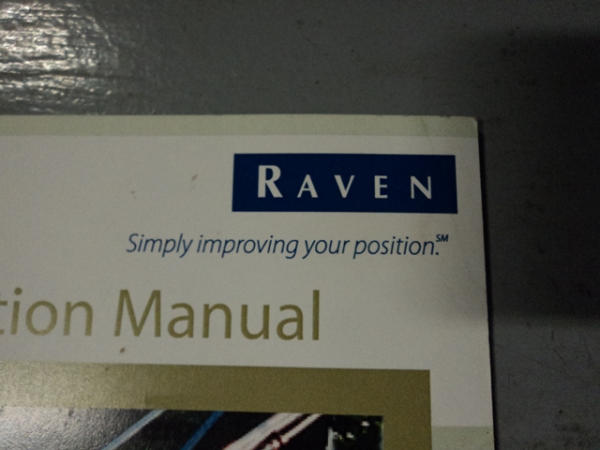 RAVEN
Simply improving your position.℠
tion Manual